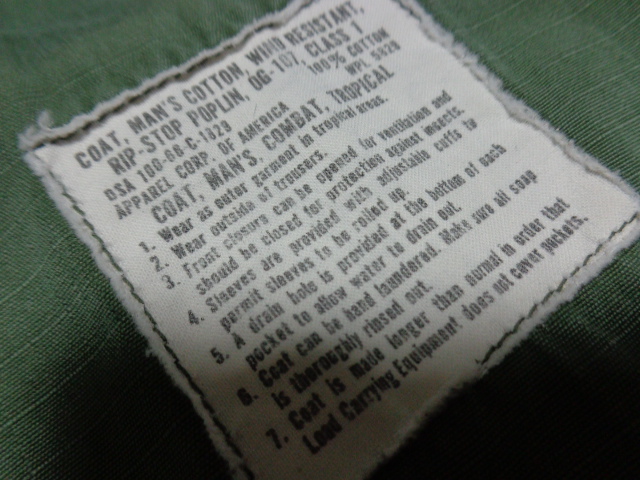 COAT, MAN'S COTTON, WIND RESISTANT,
RIP-STOP POPLIN, OG-107, CLASS 1
DSA 100-68-C-1829 100% COTTON
APPAREL CORP. OF AMERICA WPL 5828
COAT, MAN'S, COMBAT, TROPICAL
1. Wear as outer garment in tropical areas.
2. Wear outside of trousers.
3. Front closure can be opened for ventilation and
should be closed for protection against insects.
4. Sleeves are provided with adjustable cuffs to
permit sleeves to be rolled up.
5. A drain hole is provided at the bottom of each
pocket to allow water to drain out.
6. Coat can be hand laundered. Make sure all soap
is thoroughly rinsed out.
7. Coat is made longer than normal in order that
Load Carrying Equipment does not cover pockets.